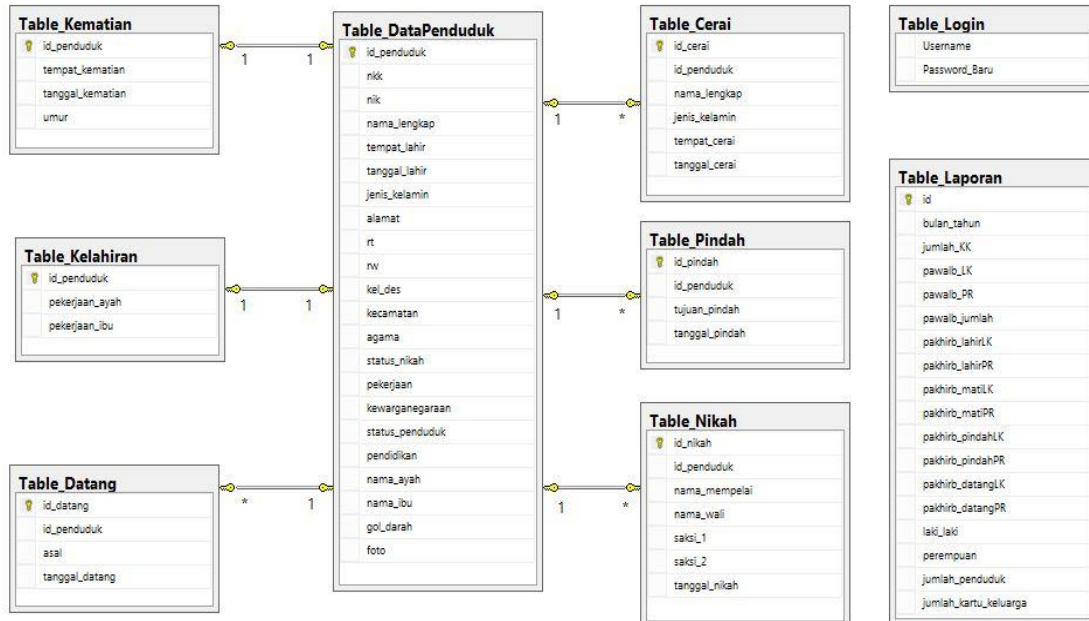 Table_Kematian
id_penduduk
tempat_kematian
tanggal_kematian
umur
1 1
Table_Kelahiran
id_penduduk
pekerjaan_ayah
pekerjaan_ibu
1 1
Table_Datang
id_datang
id_penduduk
asal
tanggal_datang
* 1
Table_DataPenduduk
id_penduduk
nkk
nik
nama_lengkap
tempat_lahir
tanggal_lahir
jenis_kelamin
alamat
rt
rw
kel_des
kecamatan
agama
status_nikah
pekerjaan
kewarganegaraan
status_penduduk
pendidikan
nama_ayah
nama_ibu
gol_darah
foto
1 *
Table_Cerai
id_cerai
id_penduduk
nama_lengkap
jenis_kelamin
tempat_cerai
tanggal_cerai
1 *
Table_Pindah
id_pindah
id_penduduk
tujuan_pindah
tanggal_pindah
1 *
Table_Nikah
id_nikah
id_penduduk
nama_mempelai
nama_wali
saksi_1
saksi_2
tanggal_nikah
Table_Login
Username
Password_Baru
Table_Laporan
id
bulan_tahun
jumlah_KK
pawalb_LK
pawalb_PR
pawalb_jumlah
pakhirb_lahirLK
pakhirb_lahirPR
pakhirb_matiLK
pakhirb_matiPR
pakhirb_pindahLK
pakhirb_pindahPR
pakhirb_datangLK
pakhirb_datangPR
laki_laki
perempuan
jumlah_penduduk
jumlah_kartu_keluarga